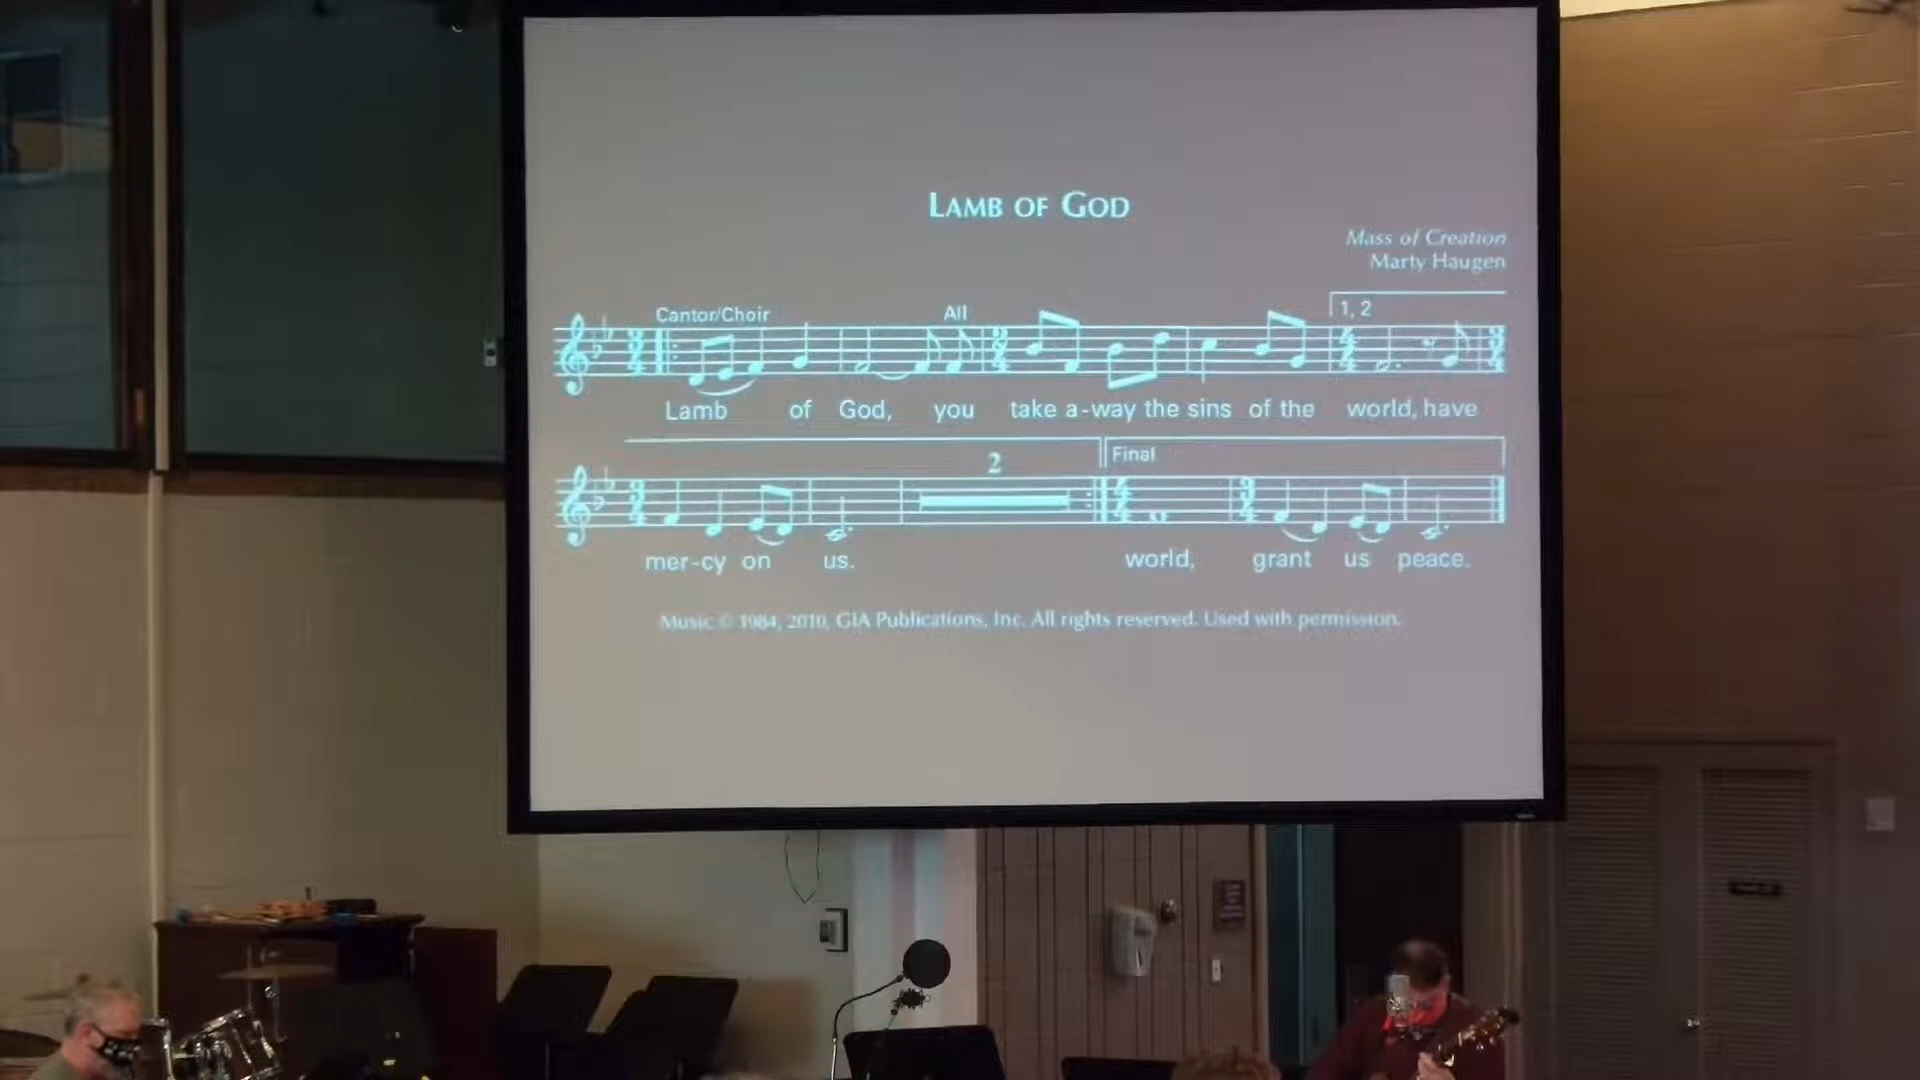 LAMB OF GOD
Mass of Creation
Marty Haugen
Cantor/Choir All 1, 2
Lamb of God, you take a-way the sins of the world, have
2 Final
mer-cy on us. world, grant us peace.
Music © 1984, 2010, GIA Publications, Inc. All rights reserved. Used with permission.